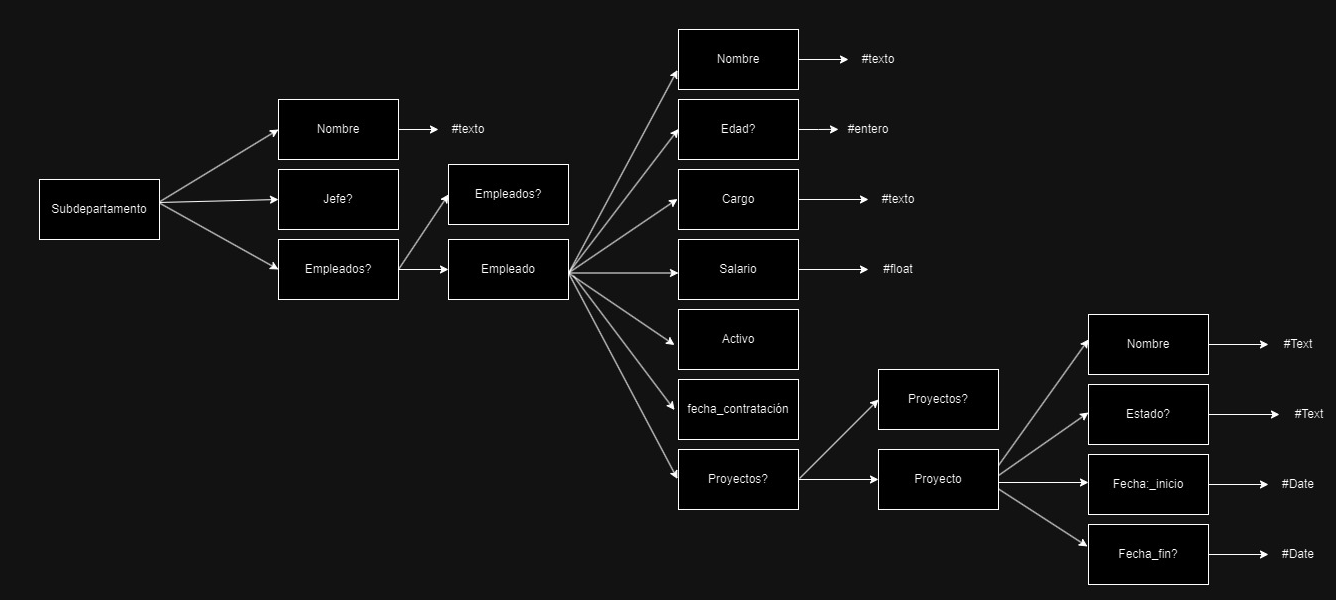 Nombre
#texto
Nombre
#texto
Edad?
#entero
Empleados?
Jefe?
Cargo
#texto
Subdepartamento
Empleados?
Empleado
Salario
#float
Activo
Nombre
#Text
Proyectos?
fecha_contratación
Estado?
#Text
Proyectos?
Proyecto
Fecha:_inicio
#Date
Fecha_fin?
#Date